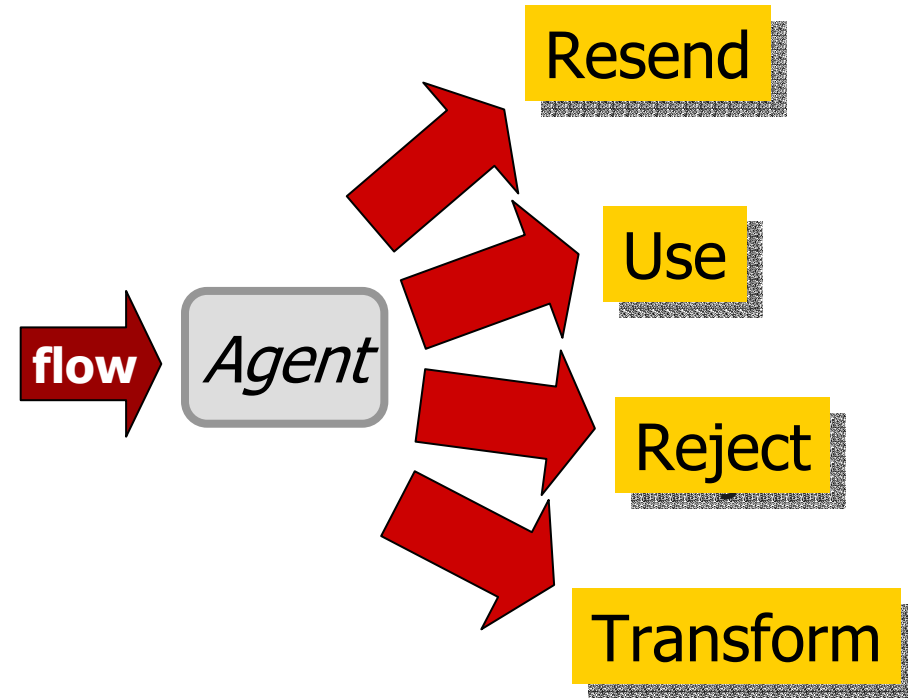 Resend
Use
flow
Agent
Reject
Transform